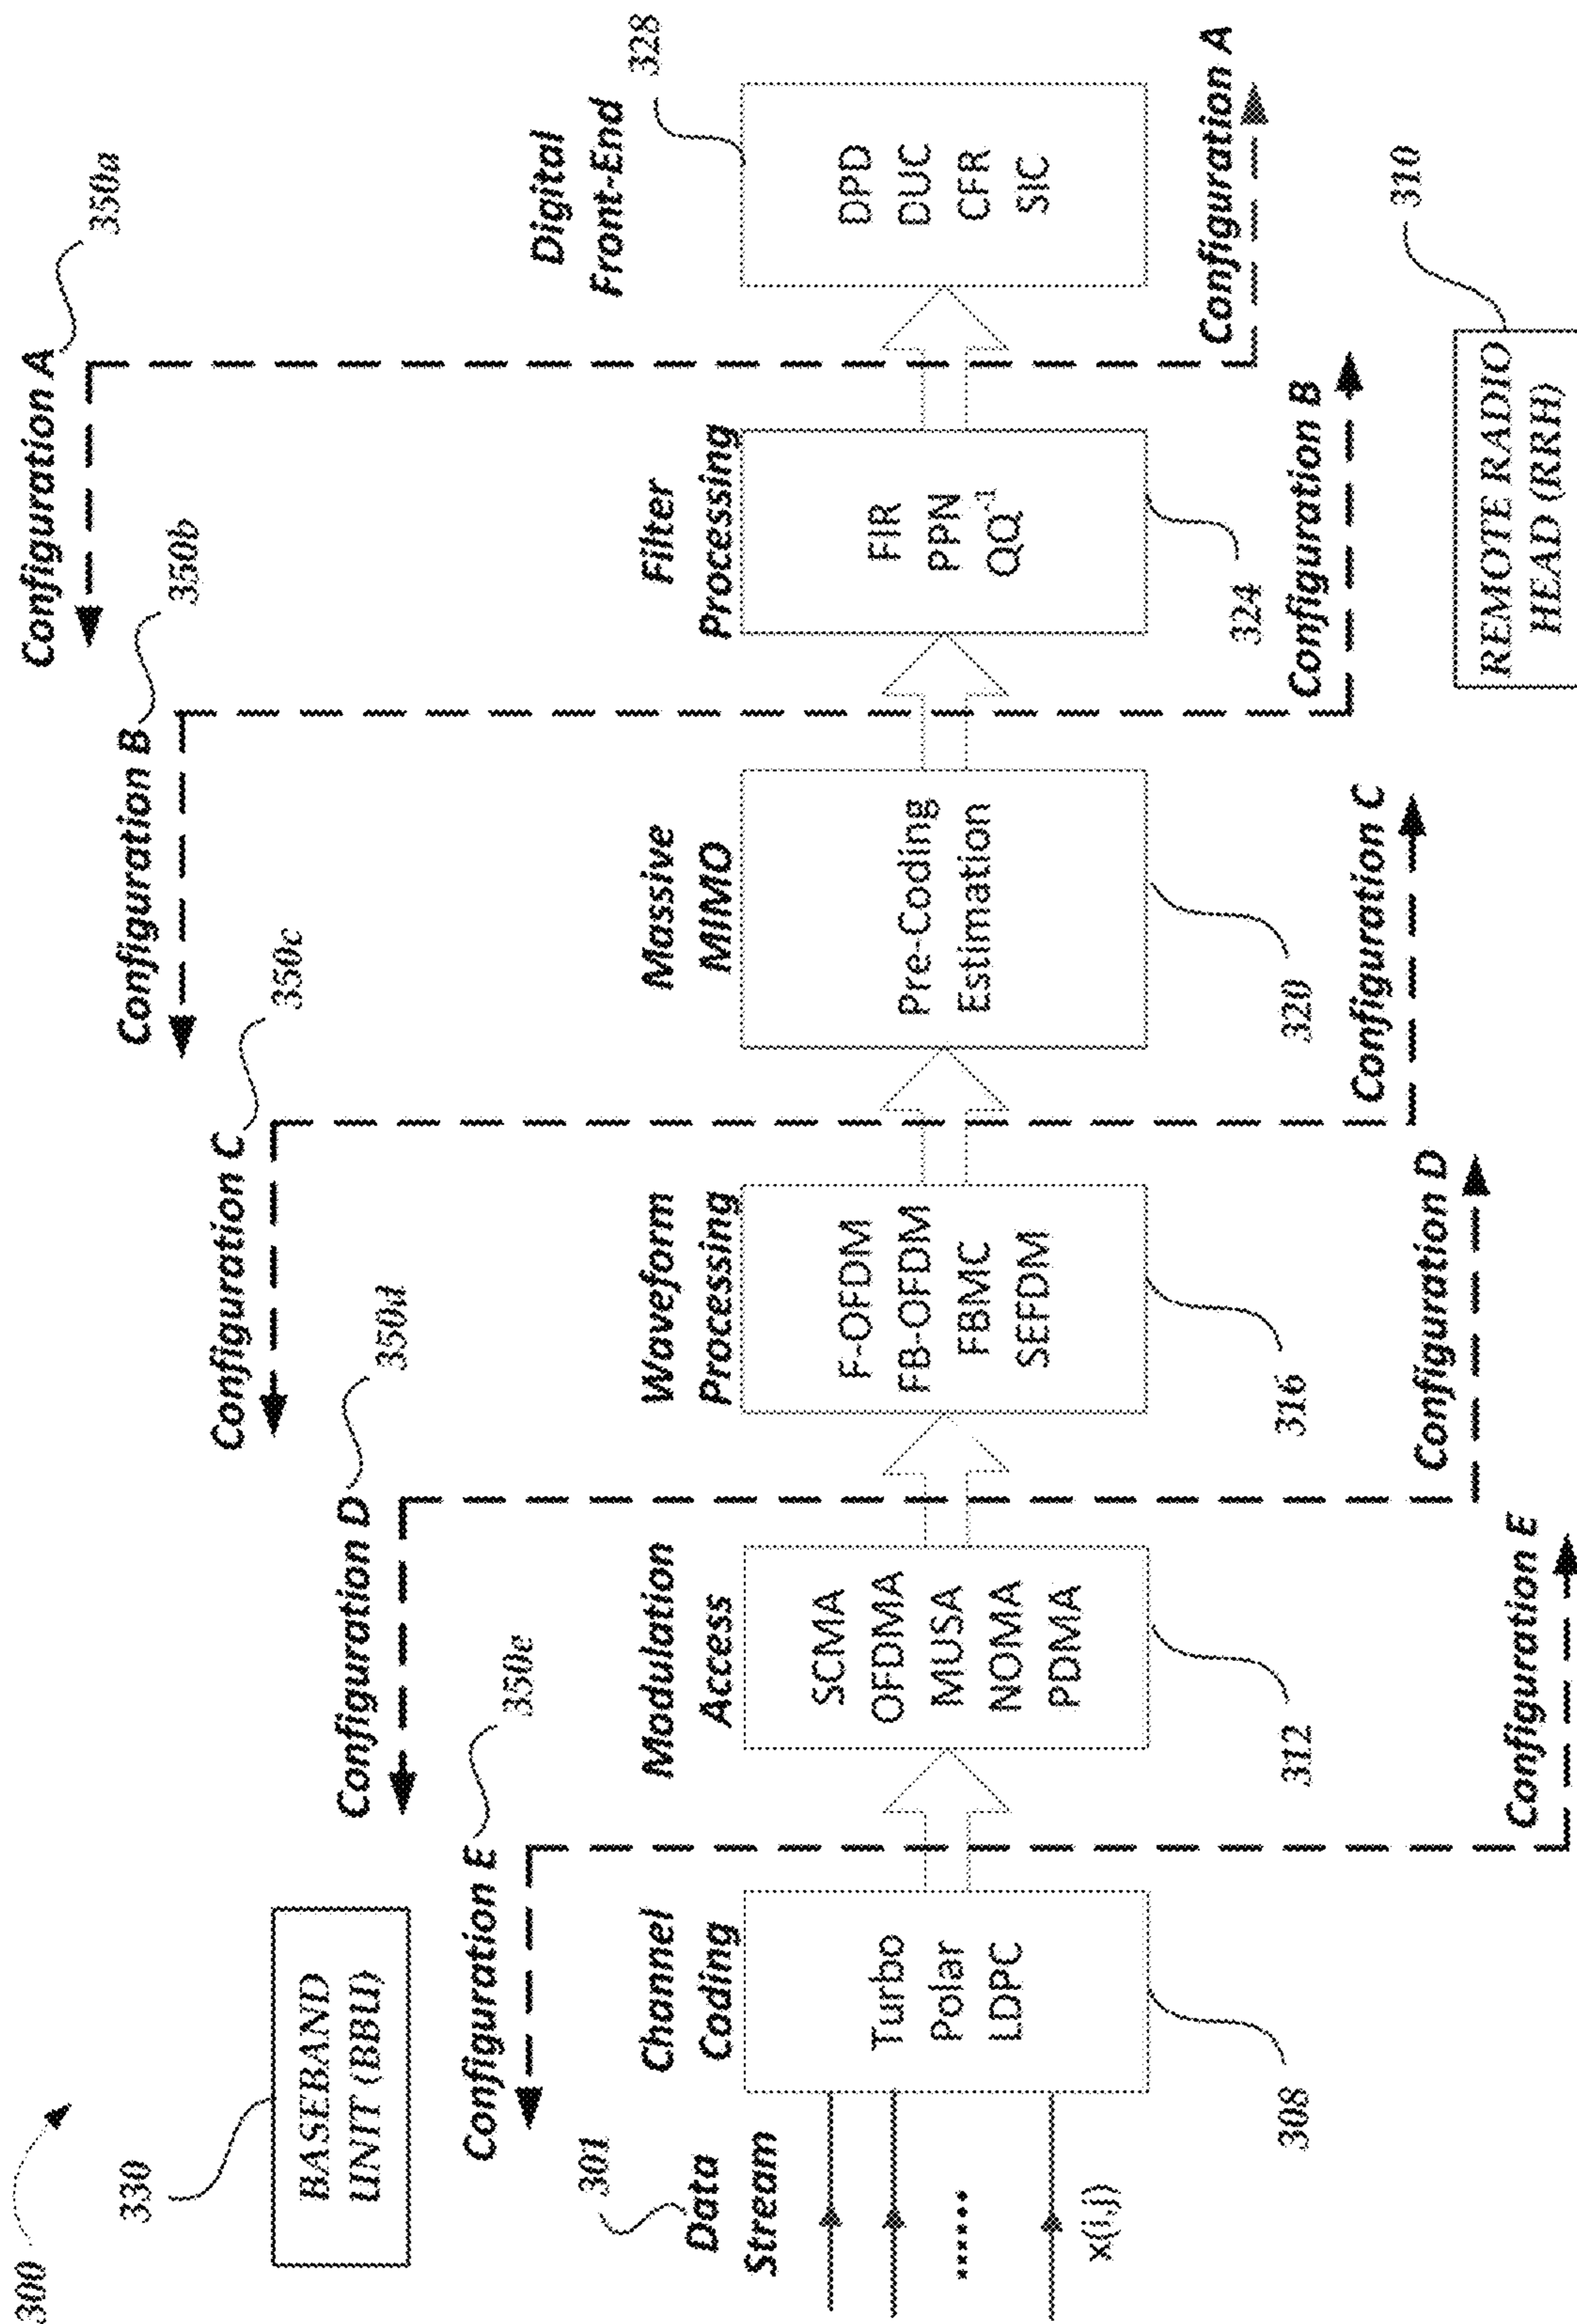 300
330
BASEBAND
UNIT (BBU)
Configuration A
350a
Configuration B
350b
Configuration C
350c
Configuration D
350d
Configuration E
350e
301
Data
Stream
x(i,j)
Channel
Coding
Turbo
Polar
LDPC
308
Modulation
Access
SCMA
OFDMA
MUSA
NOMA
PDMA
312
Waveform
Processing
F-OFDM
FB-OFDM
FBMC
SEFDM
316
Massive
MIMO
Pre-Coding
Estimation
320
Filter
Processing
FIR
PPN
QQ⁻¹
324
Digital
Front-End
328
DPD
DUC
CFR
SIC
Configuration A
Configuration B
Configuration C
Configuration D
Configuration E
310
REMOTE RADIO
HEAD (RRH)